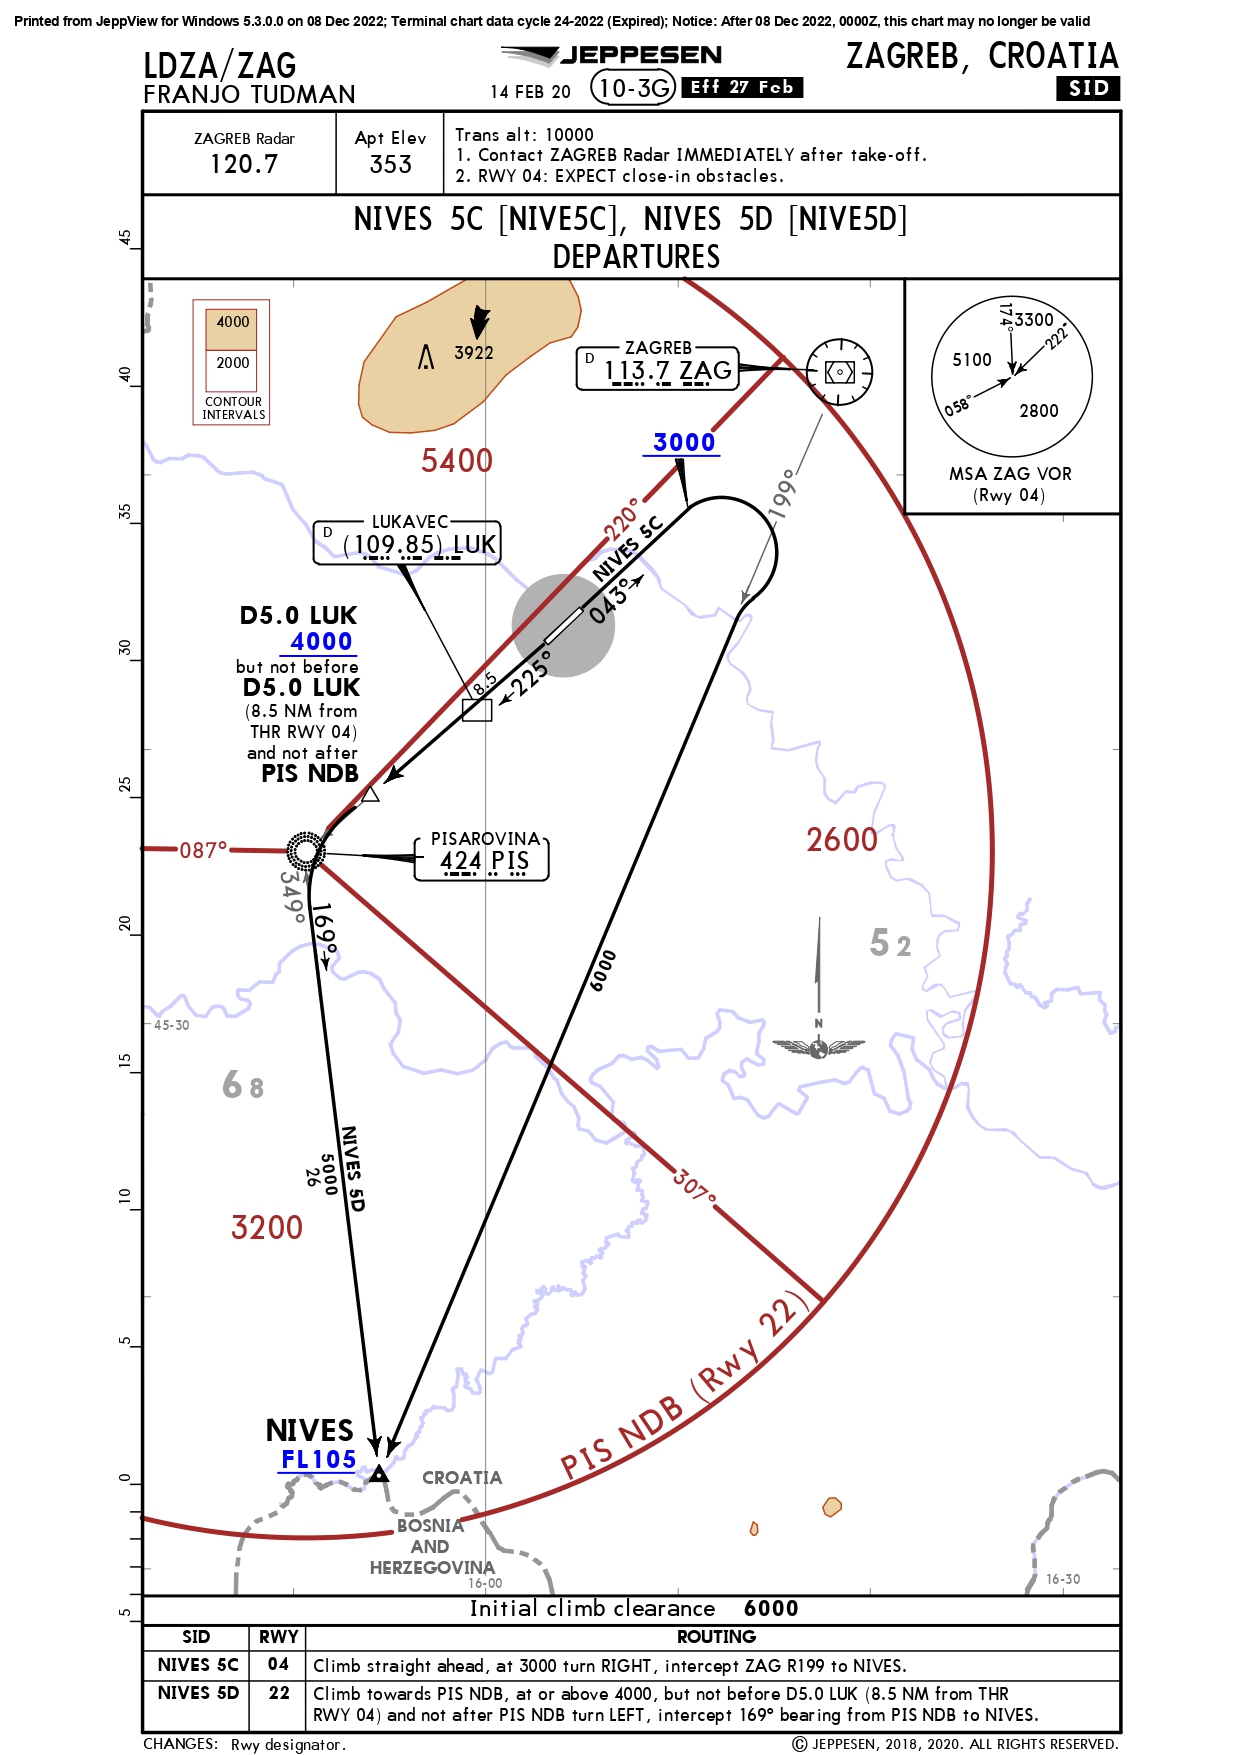 Printed from JeppView for Windows 5.3.0.0 on 08 Dec 2022; Terminal chart data cycle 24-2022 (Expired); Notice: After 08 Dec 2022, 0000Z, this chart may no longer be valid
LDZA/ZAG
FRANJO TUDMAN
JEPPESEN
14 FEB 20
10-3G
Eff 27 Feb
ZAGREB, CROATIA
SID
ZAGREB Radar
120.7
Apt Elev
353
Trans alt: 10000
1. Contact ZAGREB Radar IMMEDIATELY after take-off.
2. RWY 04: EXPECT close-in obstacles.
NIVES 5C [NIVE5C], NIVES 5D [NIVE5D]
DEPARTURES
45
40
35
30
25
20
15
10
5
0
5
4000
2000
CONTOUR
INTERVALS
3922
5400
ZAGREB
D 113.7 ZAG
174°
3300
222°
5100
058°
2800
MSA ZAG VOR
(Rwy 04)
3000
199°
220°
NIVES 5C
043°
LUKAVEC
D (109.85) LUK
D5.0 LUK
4000
but not before
D5.0 LUK
(8.5 NM from
THR RWY 04)
and not after
PIS NDB
8.5
225°
087°
PISAROVINA
424 PIS
349°
169°
2600
5 2
6000
N
45-30
6 8
NIVES 5D
5000
26
3200
307°
PIS NDB (Rwy 22)
NIVES
FL105
CROATIA
BOSNIA
AND
HERZEGOVINA
16-00
16-30
Initial climb clearance 6000
SID RWY ROUTING
NIVES 5C 04 Climb straight ahead, at 3000 turn RIGHT, intercept ZAG R199 to NIVES.
NIVES 5D 22 Climb towards PIS NDB, at or above 4000, but not before D5.0 LUK (8.5 NM from THR
RWY 04) and not after PIS NDB turn LEFT, intercept 169° bearing from PIS NDB to NIVES.
CHANGES: Rwy designator.
© JEPPESEN, 2018, 2020. ALL RIGHTS RESERVED.